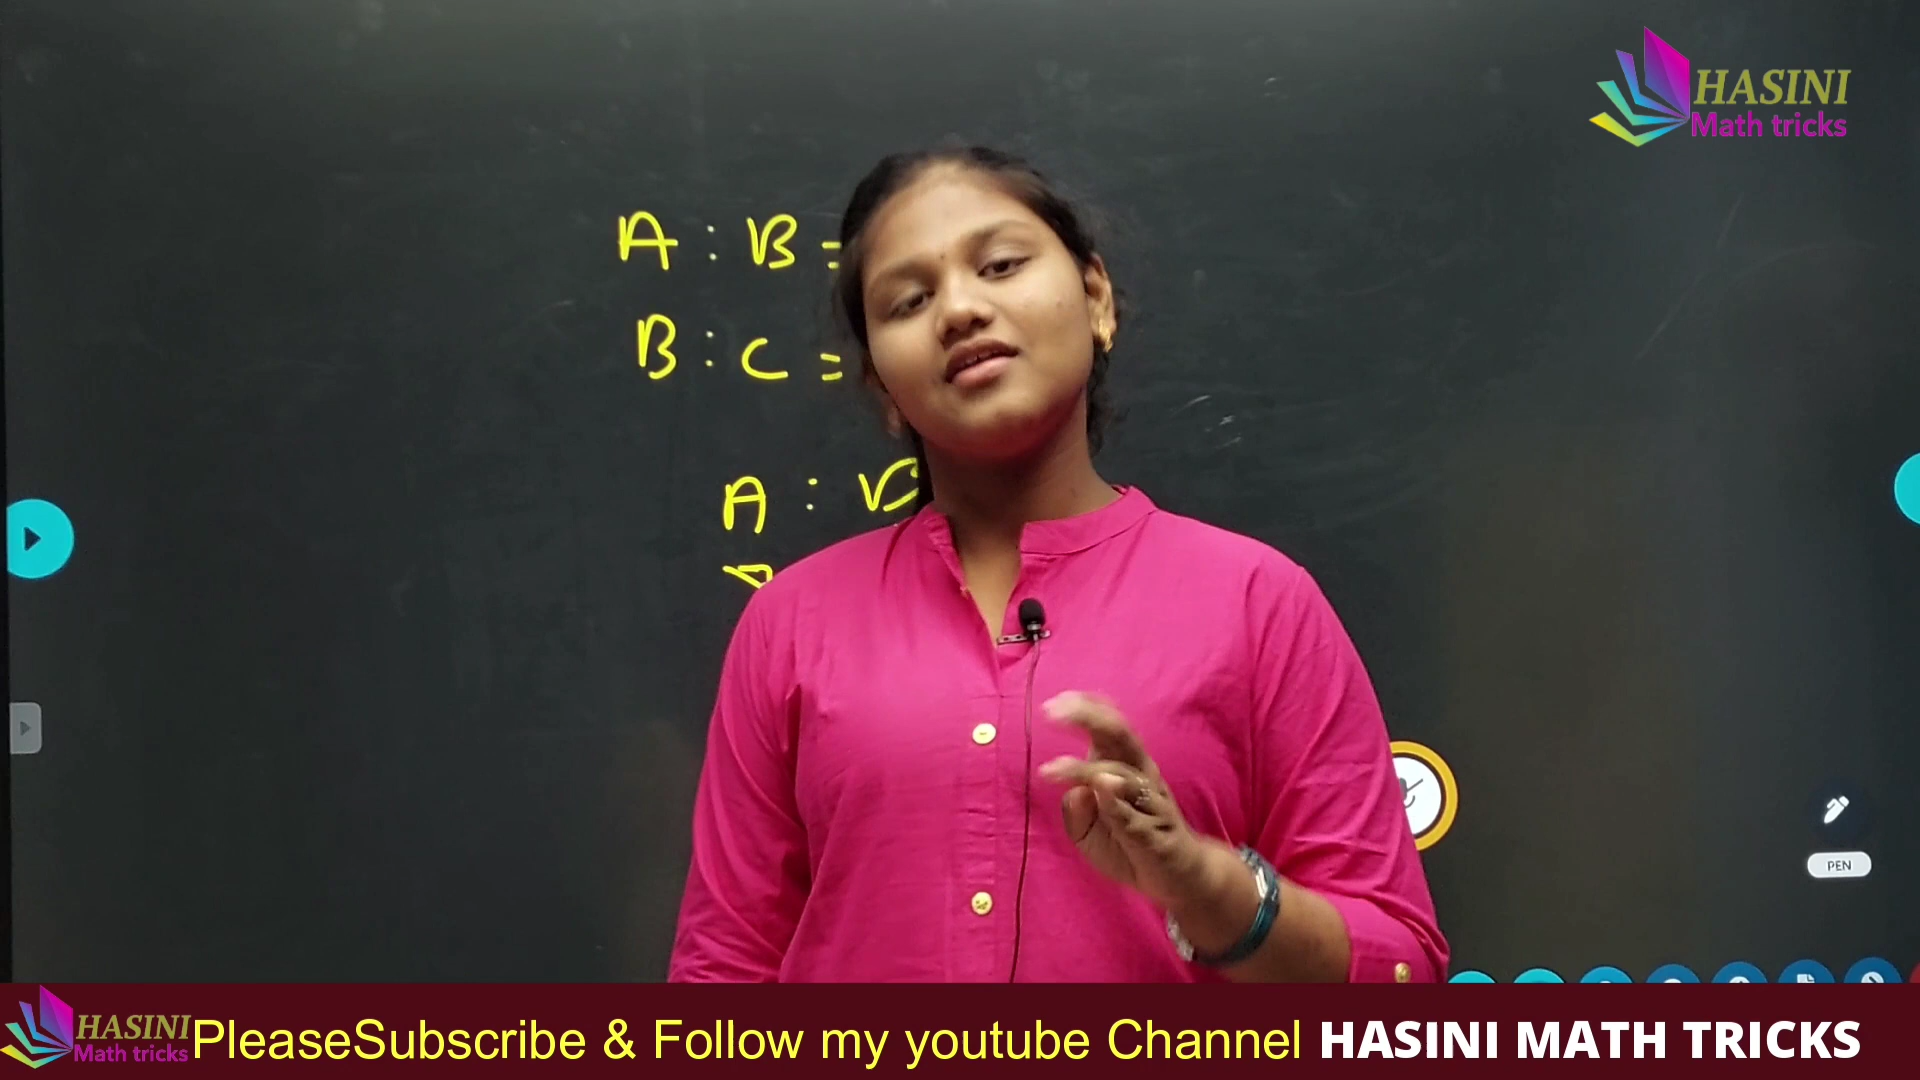 HASINI
Math tricks
A : B =
B : C =
A : B
PEN
HASINI
Math tricks
PleaseSubscribe & Follow my youtube Channel HASINI MATH TRICKS